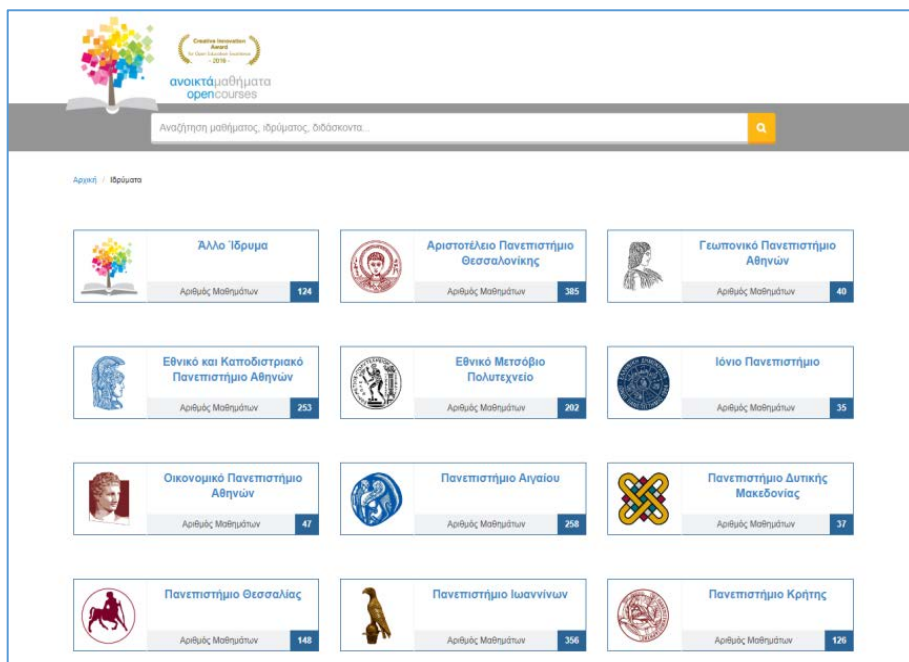 Creative Innovation
Award
for Open Education Excellence
- 2016 -
ανοικτάμαθήματα
opencourses
Αναζήτηση μαθήματος, ιδρύματος, διδάσκοντα...
Αρχική / Ιδρύματα
Άλλο Ίδρυμα
Αριθμός Μαθημάτων 124
Αριστοτέλειο Πανεπιστήμιο
Θεσσαλονίκης
Αριθμός Μαθημάτων 385
Γεωπονικό Πανεπιστήμιο
Αθηνών
Αριθμός Μαθημάτων 40
Εθνικό και Καποδιστριακό
Πανεπιστήμιο Αθηνών
Αριθμός Μαθημάτων 253
Εθνικό Μετσόβιο
Πολυτεχνείο
Αριθμός Μαθημάτων 202
Ιόνιο Πανεπιστήμιο
Αριθμός Μαθημάτων 35
Οικονομικό Πανεπιστήμιο
Αθηνών
Αριθμός Μαθημάτων 47
Πανεπιστήμιο Αιγαίου
Αριθμός Μαθημάτων 258
Πανεπιστήμιο Δυτικής
Μακεδονίας
Αριθμός Μαθημάτων 37
Πανεπιστήμιο Θεσσαλίας
Αριθμός Μαθημάτων 148
Πανεπιστήμιο Ιωαννίνων
Αριθμός Μαθημάτων 356
Πανεπιστήμιο Κρήτης
Αριθμός Μαθημάτων 126